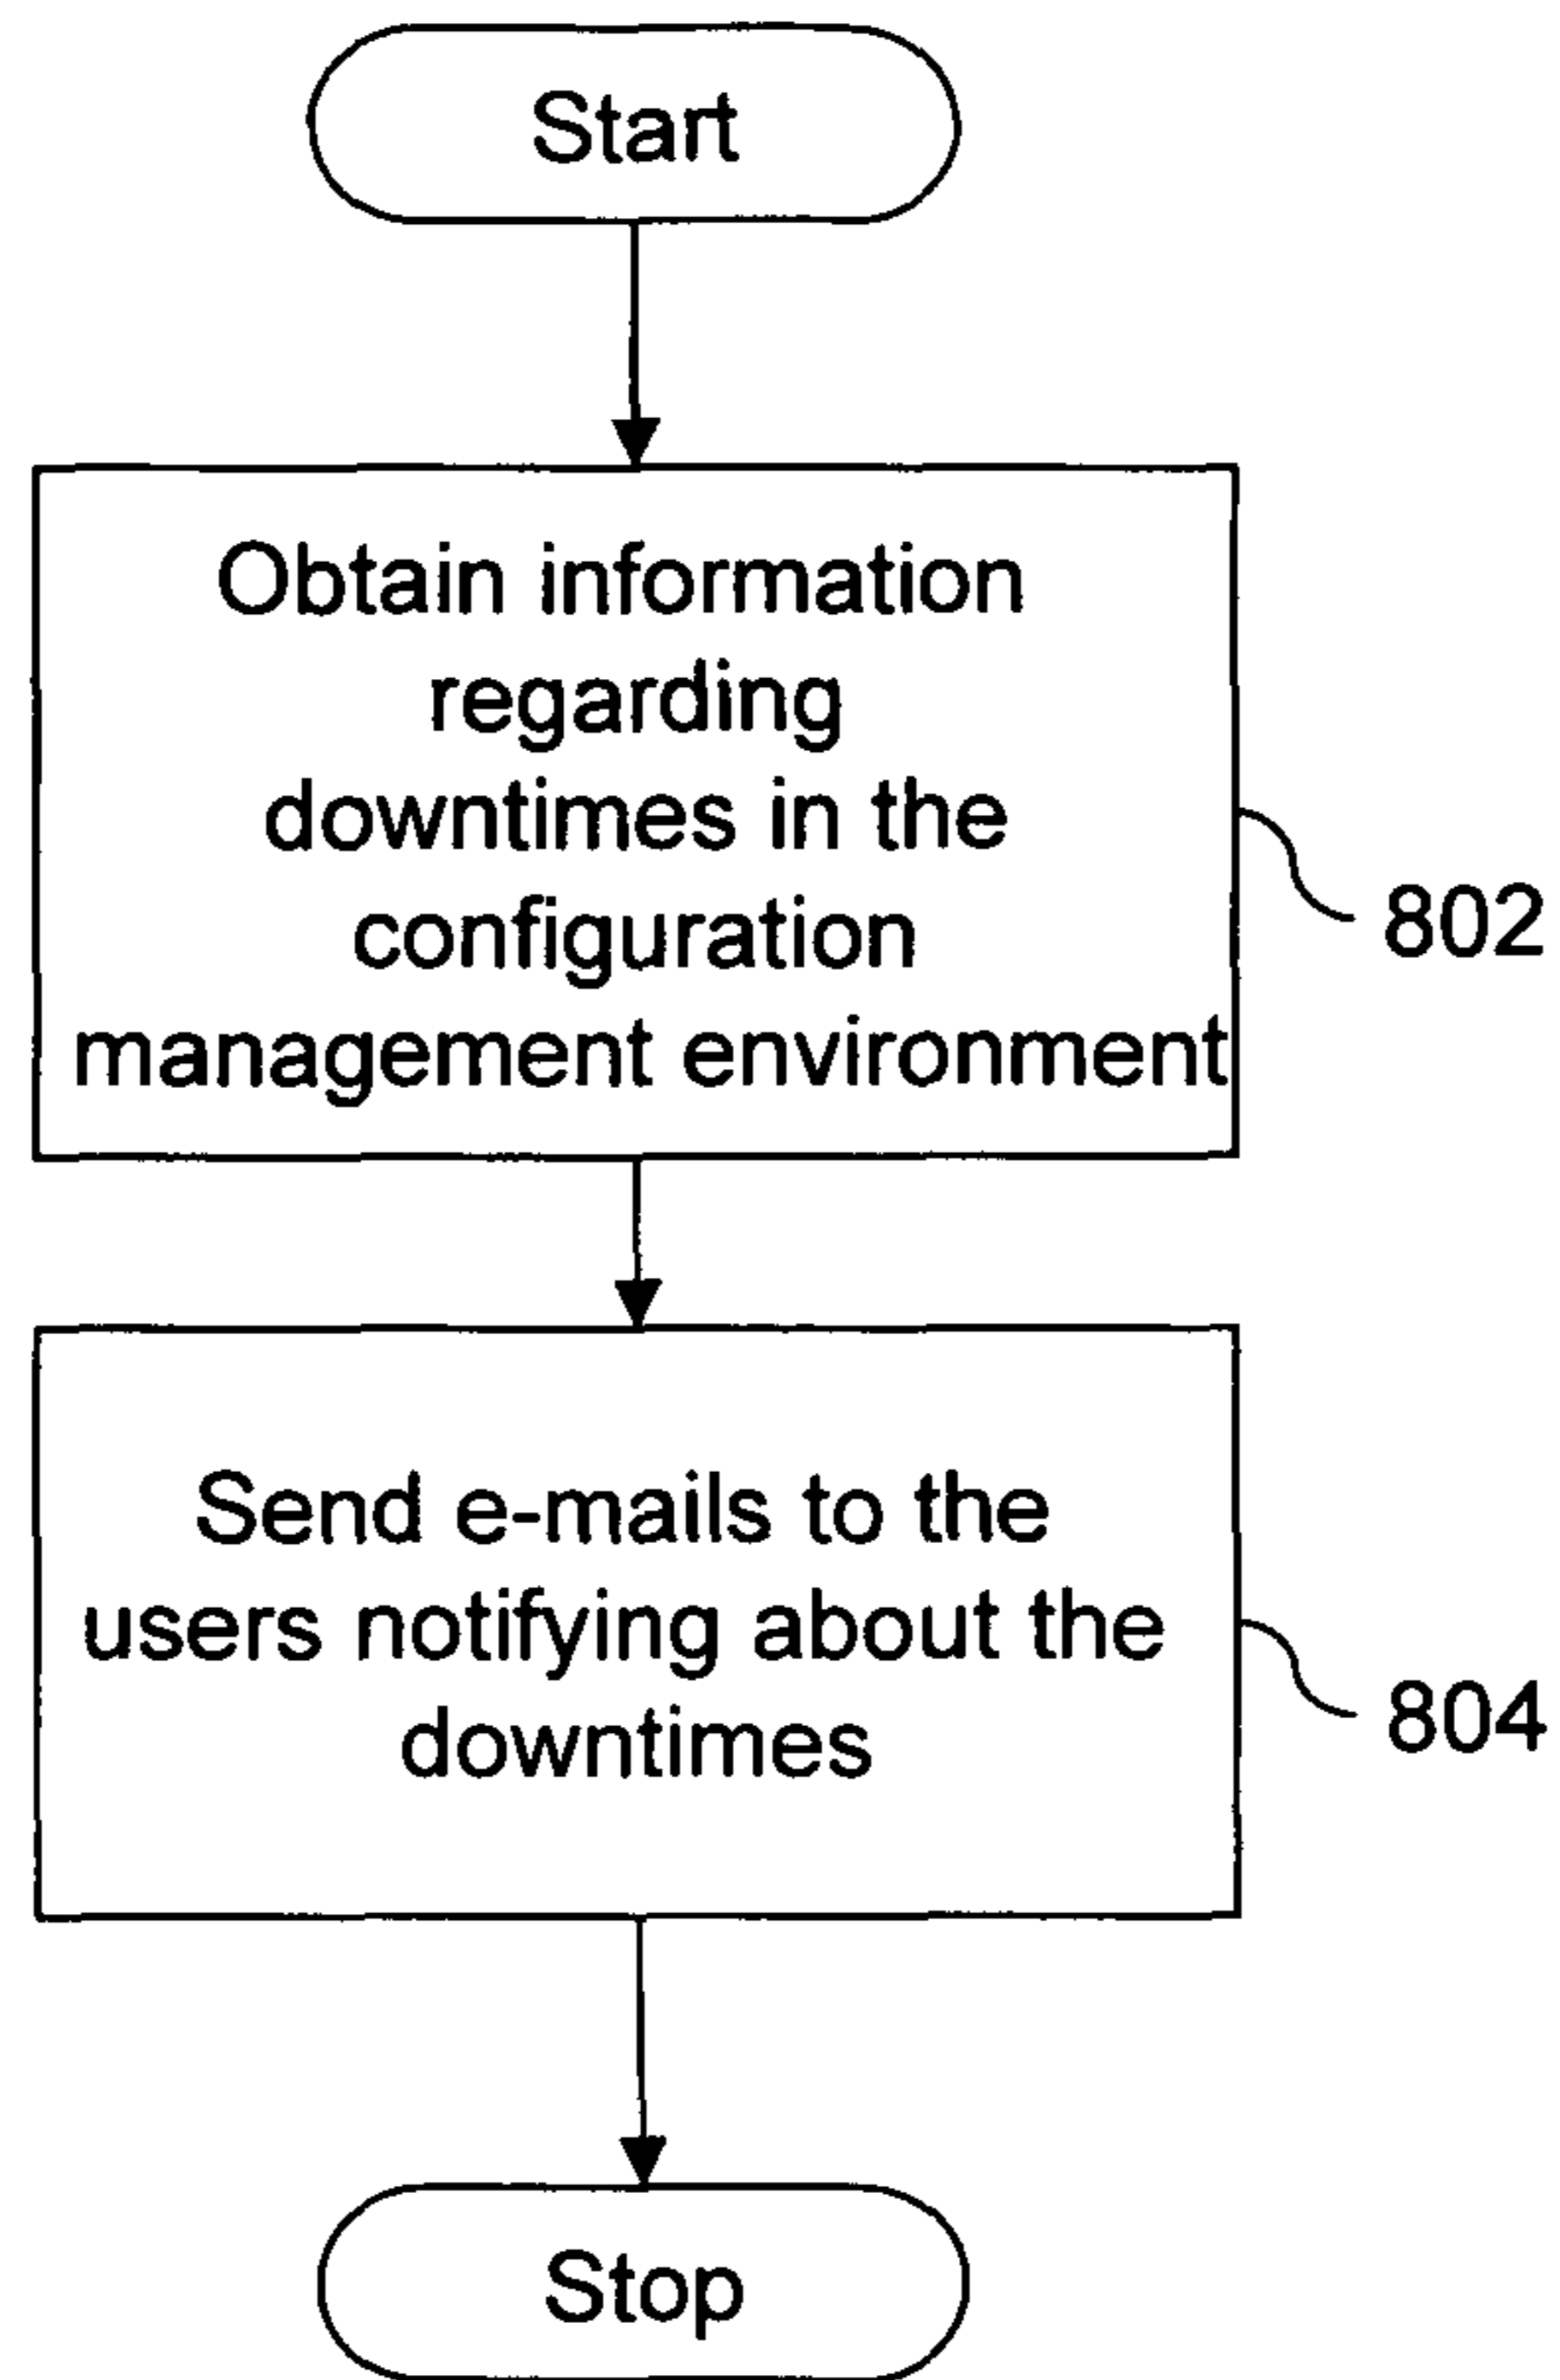 Start
Obtain information
regarding
downtimes in the
configuration
management environment
802
Send e-mails to the
users notifying about the
downtimes
804
Stop